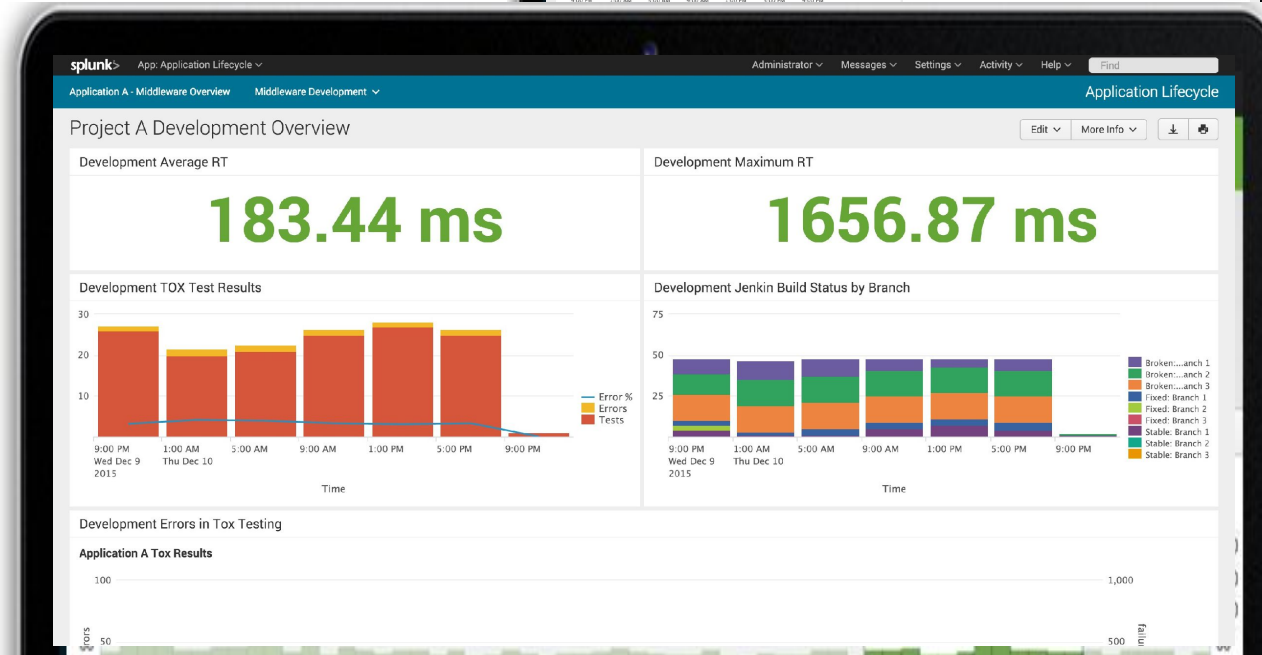 splunk> App: Application Lifecycle Administrator Messages Settings Activity Help Find
Application A - Middleware Overview Middleware Development Application Lifecycle
Project A Development Overview Edit More Info
Development Average RT
183.44 ms
Development Maximum RT
1656.87 ms
Development TOX Test Results
30
20
10
9:00 PM 1:00 AM 5:00 AM 9:00 AM 1:00 PM 5:00 PM 9:00 PM
Wed Dec 9 Thu Dec 10
2015
Time
Error %
Errors
Tests
Development Jenkin Build Status by Branch
75
50
25
9:00 PM 1:00 AM 5:00 AM 9:00 AM 1:00 PM 5:00 PM 9:00 PM
Wed Dec 9 Thu Dec 10
2015
Time
Broken:...anch 1
Broken:...anch 2
Broken:...anch 3
Fixed: Branch 1
Fixed: Branch 2
Fixed: Branch 3
Stable: Branch 1
Stable: Branch 2
Stable: Branch 3
Development Errors in Tox Testing
Application A Tox Results
100 1,000
50 500